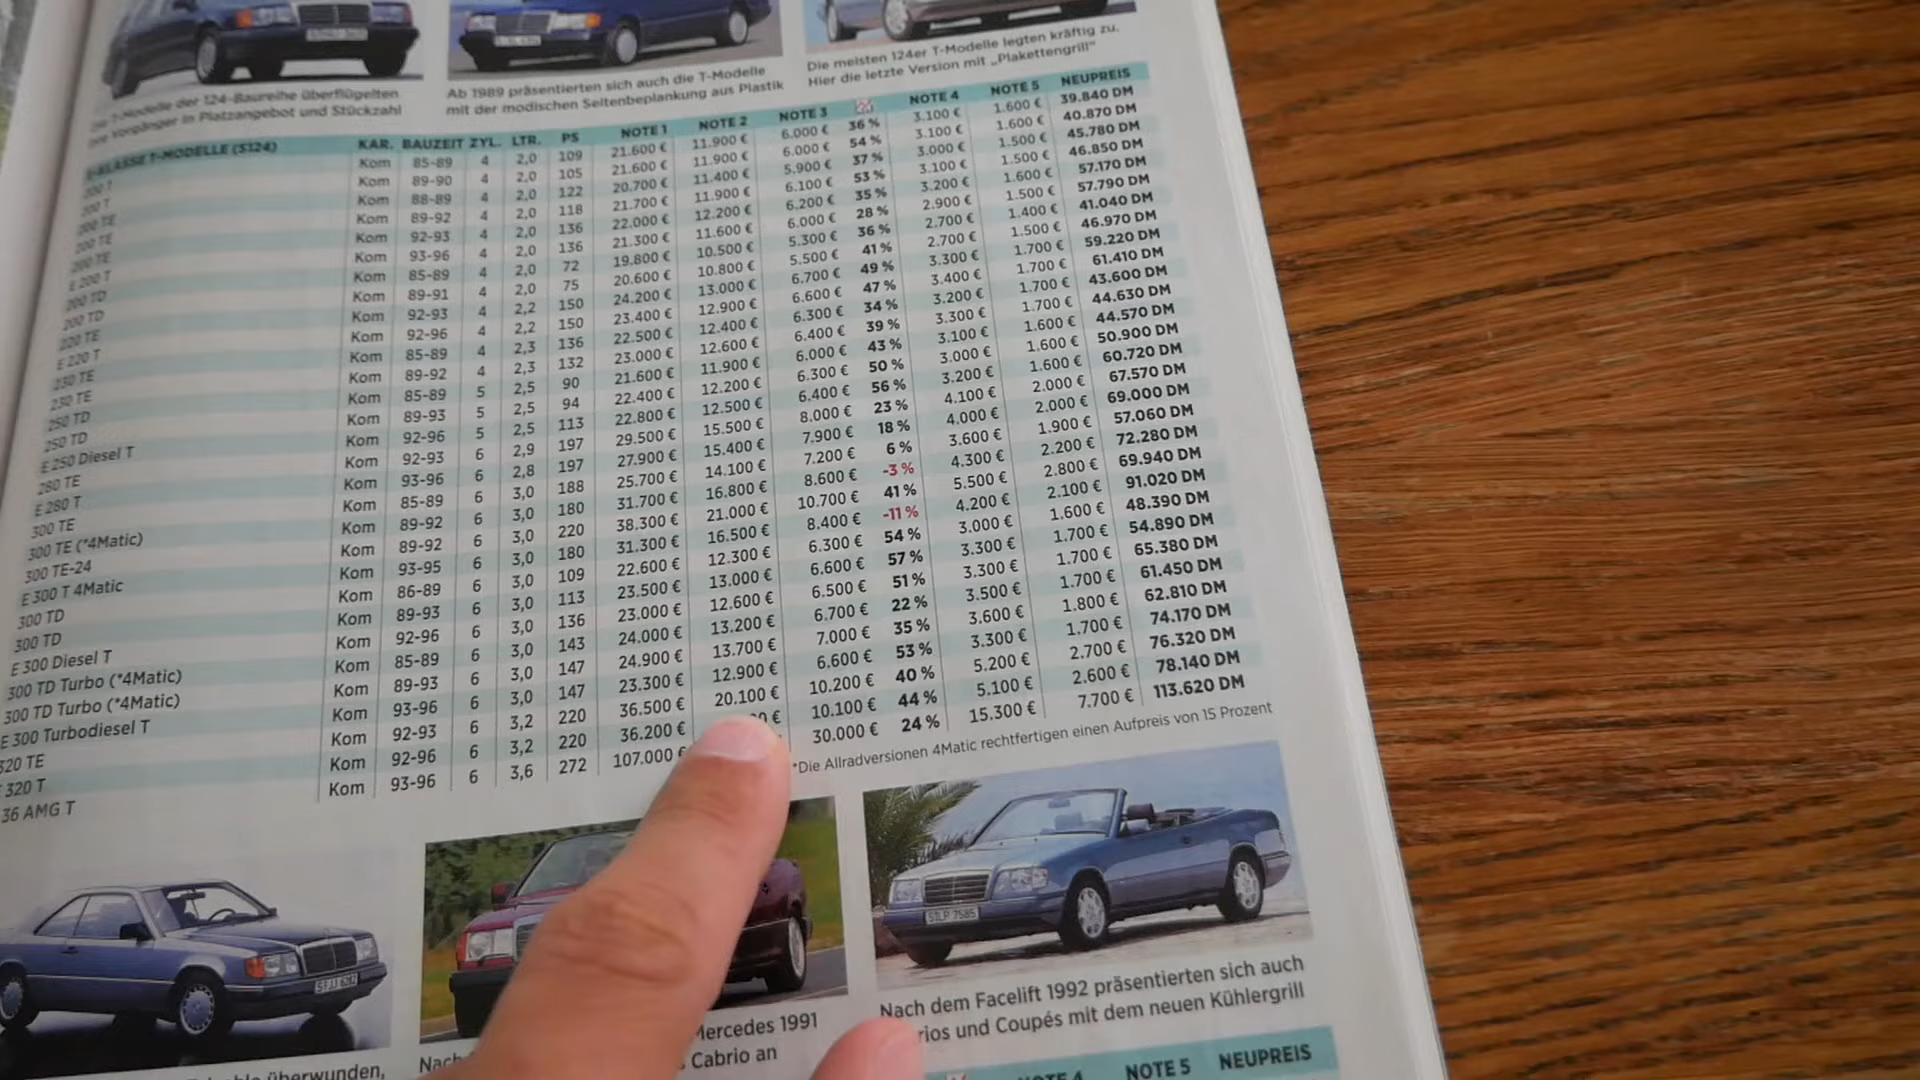 T-Modelle der 124-Baureihe überflügelten
ihre Vorgänger in Platzangebot und Stückzahl
Ab 1989 präsentierten sich auch die T-Modelle
mit der modischen Seitenbeplankung aus Plastik
Die meisten 124er T-Modelle legten kräftig zu.
Hier die letzte Version mit „Plakettengrill"
E-KLASSE T-MODELLE (S124) KAR. BAUZEIT ZYL. LTR. PS NOTE 1 NOTE 2 NOTE 3 NOTE 4 NOTE 5 NEUPREIS
200 T Kom 85-89 4 2,0 109 21.600 € 11.900 € 6.000 € 36 % 3.100 € 1.600 € 39.840 DM
200 T Kom 89-90 4 2,0 105 21.600 € 11.900 € 6.000 € 54 % 3.100 € 1.600 € 40.870 DM
200 TE Kom 88-89 4 2,0 122 20.700 € 11.400 € 5.900 € 37 % 3.000 € 1.500 € 45.780 DM
200 TE Kom 89-92 4 2,0 118 21.700 € 11.900 € 6.100 € 53 % 3.100 € 1.500 € 46.850 DM
200 TE Kom 92-93 4 2,0 136 22.000 € 12.200 € 6.200 € 35 % 3.200 € 1.600 € 57.170 DM
E 200 T Kom 93-96 4 2,0 136 21.300 € 11.600 € 6.000 € 28 % 2.900 € 1.500 € 57.790 DM
200 TD Kom 85-89 4 2,0 72 19.800 € 10.500 € 5.300 € 36 % 2.700 € 1.400 € 41.040 DM
200 TD Kom 89-91 4 2,0 75 20.600 € 10.800 € 5.500 € 41 % 2.700 € 1.500 € 46.970 DM
220 TE Kom 92-93 4 2,2 150 24.200 € 13.000 € 6.700 € 49 % 3.300 € 1.700 € 59.220 DM
E 220 T Kom 92-96 4 2,2 150 23.400 € 12.900 € 6.600 € 47 % 3.400 € 1.700 € 61.410 DM
230 TE Kom 85-89 4 2,3 136 22.500 € 12.400 € 6.300 € 34 % 3.200 € 1.700 € 43.600 DM
230 TE Kom 89-92 4 2,3 132 23.000 € 12.600 € 6.400 € 39 % 3.300 € 1.700 € 44.630 DM
250 TD Kom 85-89 5 2,5 90 21.600 € 11.900 € 6.000 € 43 % 3.100 € 1.600 € 44.570 DM
250 TD Kom 89-93 5 2,5 94 22.400 € 12.200 € 6.300 € 50 % 3.000 € 1.600 € 50.900 DM
E 250 Diesel T Kom 92-96 5 2,5 113 22.800 € 12.500 € 6.400 € 56 % 3.200 € 1.600 € 60.720 DM
280 TE Kom 92-93 6 2,9 197 29.500 € 15.500 € 8.000 € 23 % 4.100 € 2.000 € 67.570 DM
E 280 T Kom 93-96 6 2,8 197 27.900 € 15.400 € 7.900 € 18 % 4.000 € 2.000 € 69.000 DM
300 TE Kom 85-89 6 3,0 188 25.700 € 14.100 € 7.200 € 6 % 3.600 € 1.900 € 57.060 DM
300 TE (*4Matic) Kom 89-92 6 3,0 180 31.700 € 16.800 € 8.600 € -3 % 4.300 € 2.200 € 72.280 DM
300 TE-24 Kom 89-92 6 3,0 220 38.300 € 21.000 € 10.700 € 41 % 5.500 € 2.800 € 69.940 DM
E 300 T 4Matic Kom 93-95 6 3,0 180 31.300 € 16.500 € 8.400 € -11 % 4.200 € 2.100 € 91.020 DM
300 TD Kom 86-89 6 3,0 109 22.600 € 12.300 € 6.300 € 54 % 3.000 € 1.600 € 48.390 DM
300 TD Kom 89-93 6 3,0 113 23.500 € 13.000 € 6.600 € 57 % 3.300 € 1.700 € 54.890 DM
E 300 Diesel T Kom 92-96 6 3,0 136 23.000 € 12.600 € 6.500 € 51 % 3.300 € 1.700 € 65.380 DM
300 TD Turbo (*4Matic) Kom 85-89 6 3,0 143 24.000 € 13.200 € 6.700 € 22 % 3.500 € 1.700 € 61.450 DM
300 TD Turbo (*4Matic) Kom 89-93 6 3,0 147 24.900 € 13.700 € 7.000 € 35 % 3.600 € 1.800 € 62.810 DM
E 300 Turbodiesel T Kom 93-96 6 3,0 147 23.300 € 12.900 € 6.600 € 53 % 3.300 € 1.700 € 74.170 DM
320 TE Kom 92-93 6 3,2 220 36.500 € 20.100 € 10.200 € 40 % 5.200 € 2.700 € 76.320 DM
320 T Kom 92-96 6 3,2 220 36.200 € 10.100 € 44 % 5.100 € 2.600 € 78.140 DM
36 AMG T Kom 93-96 6 3,6 272 107.000 € 30.000 € 24 % 15.300 € 7.700 € 113.620 DM
*Die Allradversionen 4Matic rechtfertigen einen Aufpreis von 15 Prozent
S:LP 7585
überwunden,
Mercedes 1991
Cabrio an
Nach dem Facelift 1992 präsentierten sich auch
rios und Coupés mit dem neuen Kühlergrill
NOTE 4 NOTE 5 NEUPREIS